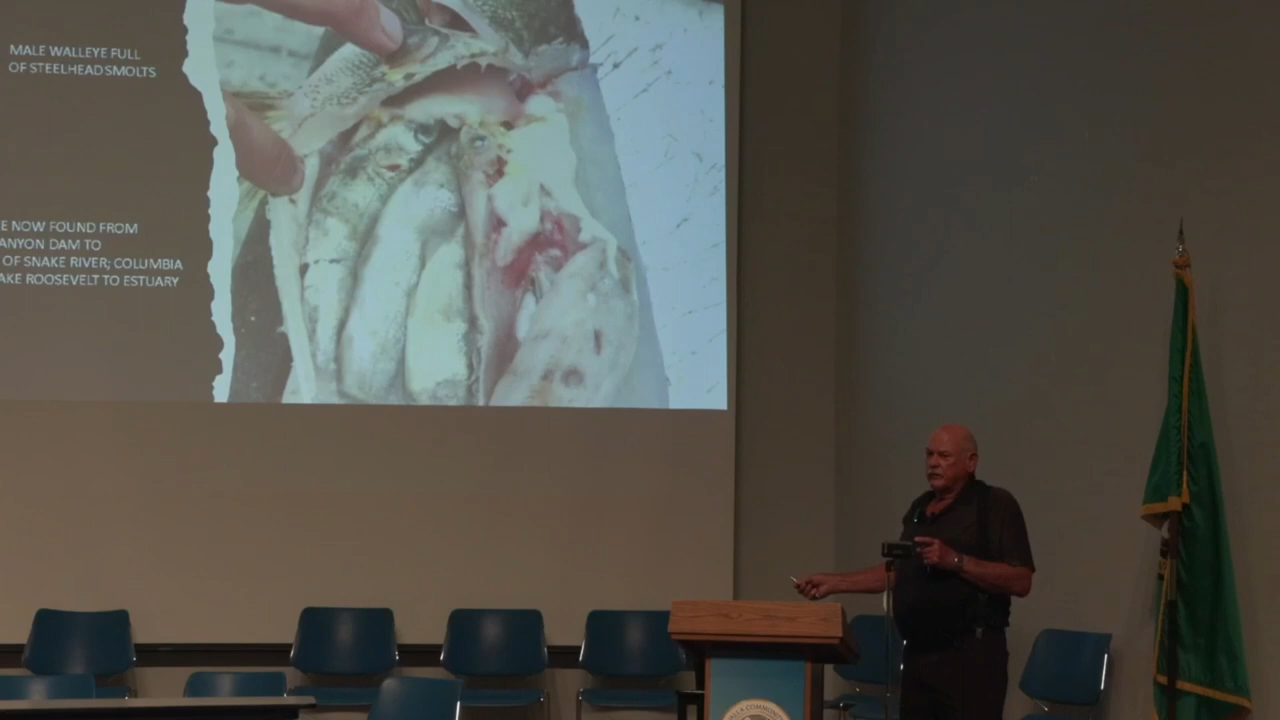 MALE WALLEYE FULL
OF STEELHEAD SMOLTS
E NOW FOUND FROM
ANYON DAM TO
OF SNAKE RIVER; COLUMBIA
AKE ROOSEVELT TO ESTUARY